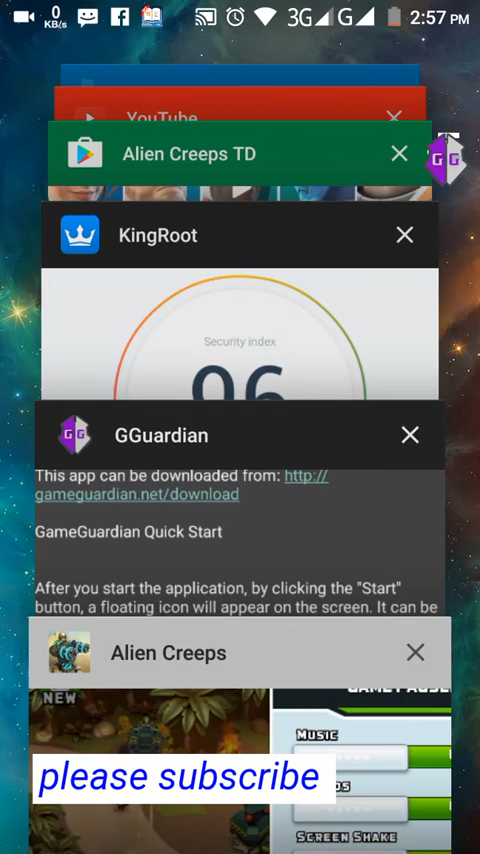 0
KB/s
3G
G
2:57 PM
YouTube
Alien Creeps TD
G G
KingRoot
Security index
96
G G
GGuardian
This app can be downloaded from: http://
gameguardian.net/download
GameGuardian Quick Start
After you start the application, by clicking the "Start"
button, a floating icon will appear on the screen. It can be
Alien Creeps
NEW
Music
please subscribe
Screen Shake